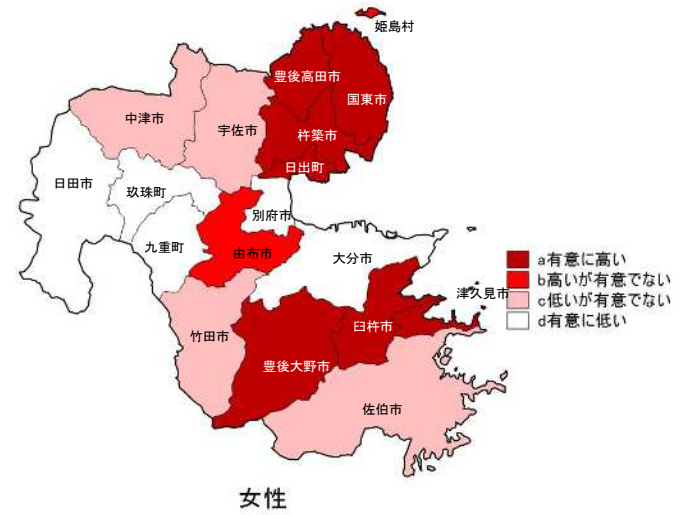 姫島村
豊後高田市
国東市
中津市
宇佐市
杵築市
日出町
日田市
玖珠町
別府市
九重町
由布市
大分市
a有意に高い
b高いが有意でない
津久見市
c低いが有意でない
d有意に低い
臼杵市
竹田市
豊後大野市
佐伯市
女性